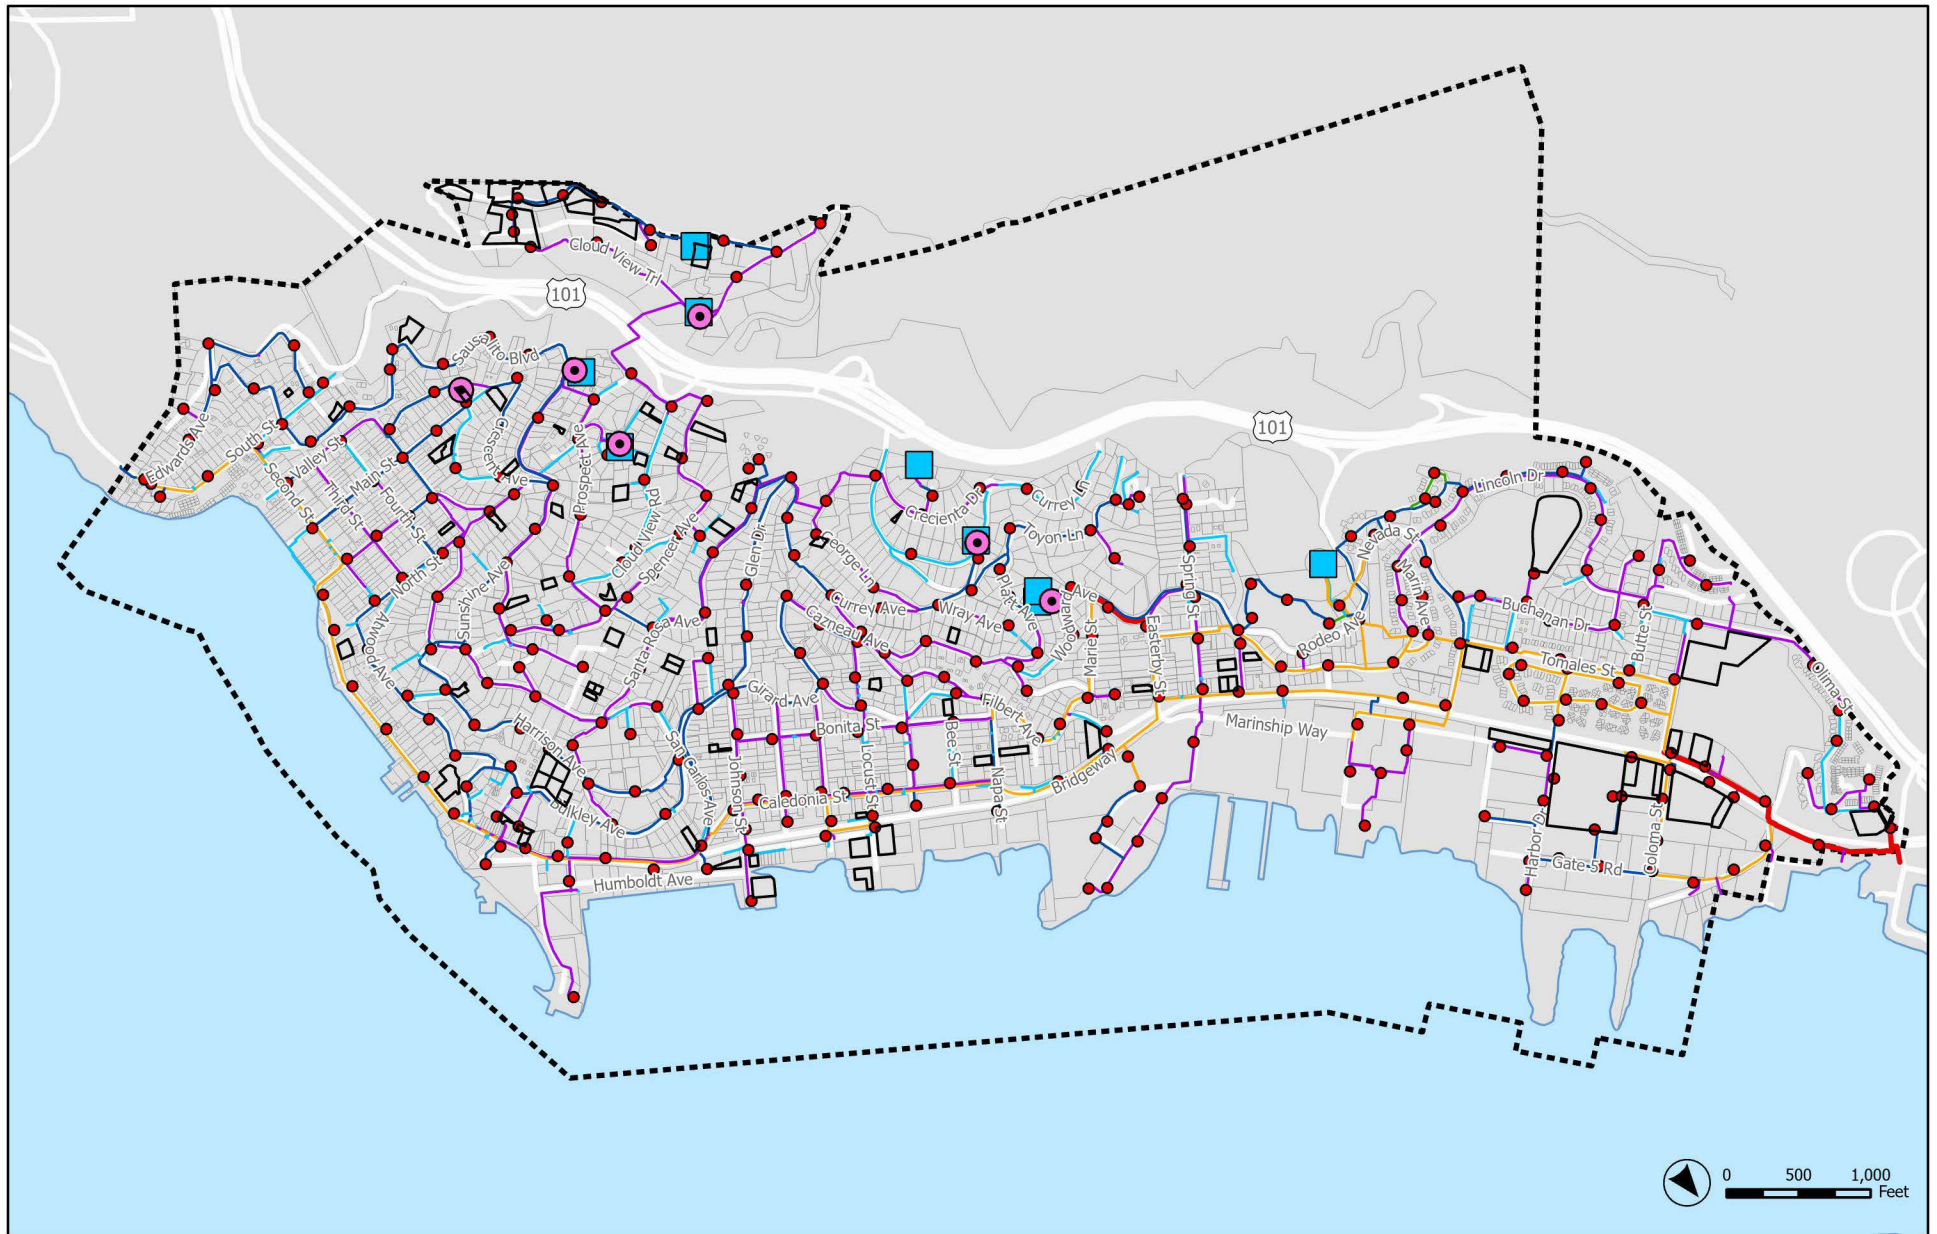 Cloud View Trl
101
Sausalito Blvd
101
Edwards Ave
South St
Second St
Valley St
Third St
Main St
Fourth St
North St
Crescent Ave
Prospect Ave
Cloud View Rd
Spencer Ave
Glen Dr
George Ln
Crecienta Dr
Currey Ln
Toyon Ln
Platt Ave
Woodward Ave
Spring St
Nevada St
Lincoln Dr
Marin Ave
Buchanan Dr
Butte St
Rodeo Ave
Tomales St
Olima St
Atwood Ave
Sunshine Ave
Santa Rosa Ave
Currey Ave
Cazneau Ave
Wray Ave
Marie St
Easterby St
Girard Ave
Filbert Ave
Bonita St
Harrison Ave
San Carlos Ave
Johnson St
Locust St
Bee St
Napa St
Marinship Way
Bridgeway
Caledonia St
Bulkley Ave
Humboldt Ave
Harbor Dr
Coloma St
Gate 5 Rd
0 500 1,000
Feet